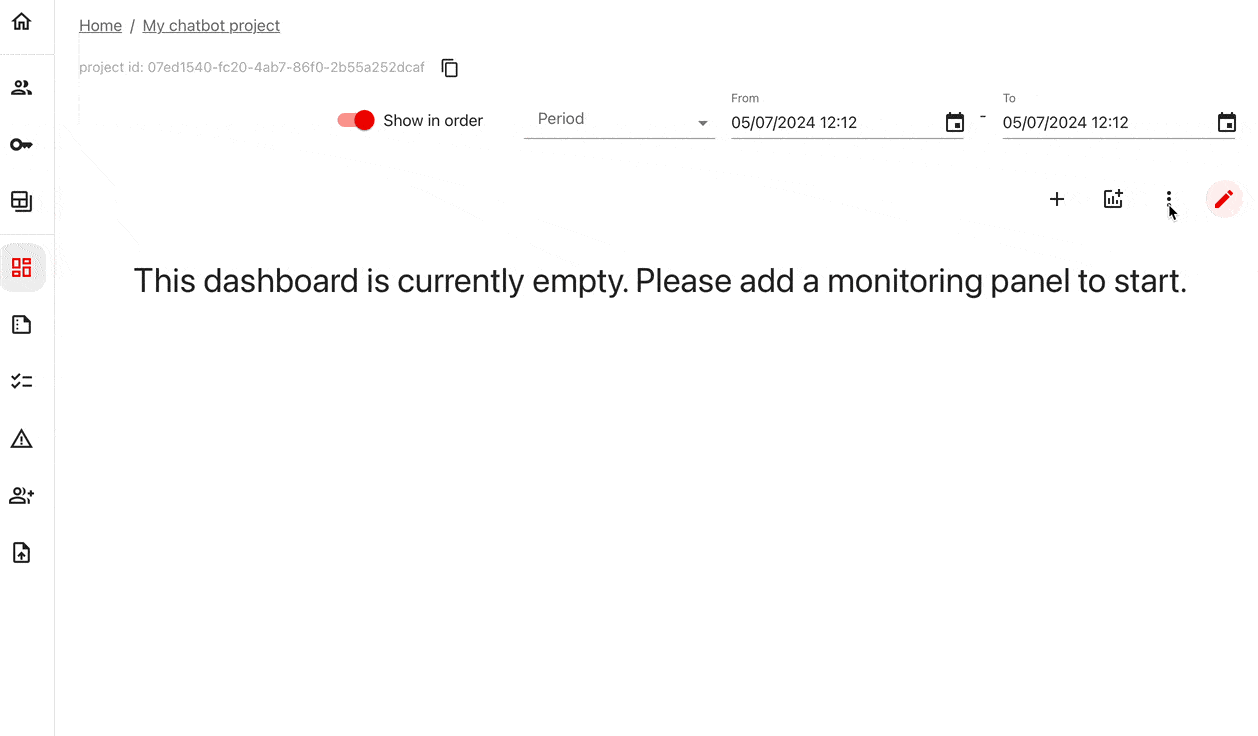 Home / My chatbot project
project id: 07ed1540-fc20-4ab7-86f0-2b55a252dcaf
Show in order
Period
From
05/07/2024 12:12
-
To
05/07/2024 12:12
This dashboard is currently empty. Please add a monitoring panel to start.